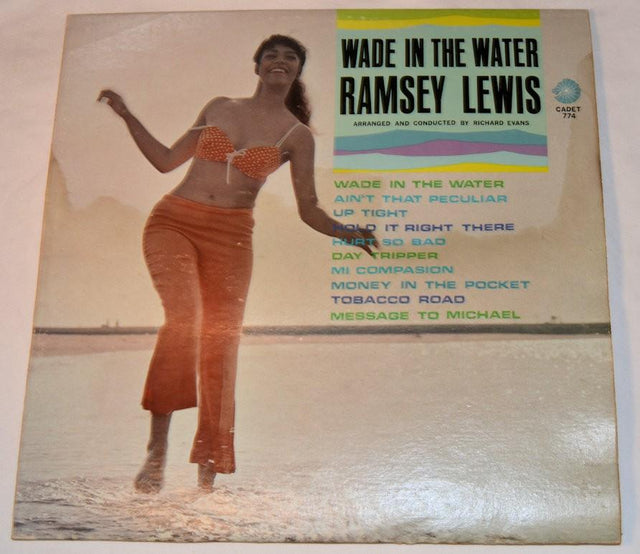 WADE IN THE WATER
RAMSEY LEWIS
ARRANGED AND CONDUCTED BY RICHARD EVANS
CADET
774
WADE IN THE WATER
AIN'T THAT PECULIAR
UP TIGHT
HOLD IT RIGHT THERE
HURT SO BAD
DAY TRIPPER
MI COMPASION
MONEY IN THE POCKET
TOBACCO ROAD
MESSAGE TO MICHAEL